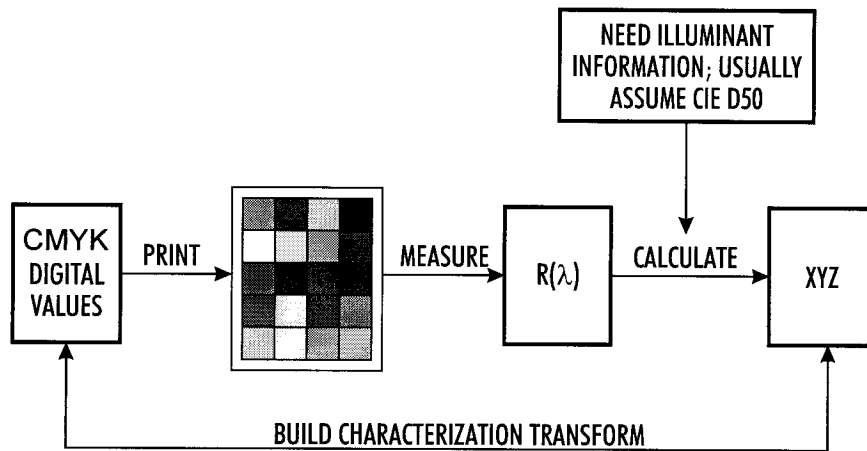 NEED ILLUMINANT
INFORMATION; USUALLY
ASSUME CIE D50
CMYK
DIGITAL
VALUES
PRINT
MEASURE
R(λ)
CALCULATE
XYZ
BUILD CHARACTERIZATION TRANSFORM